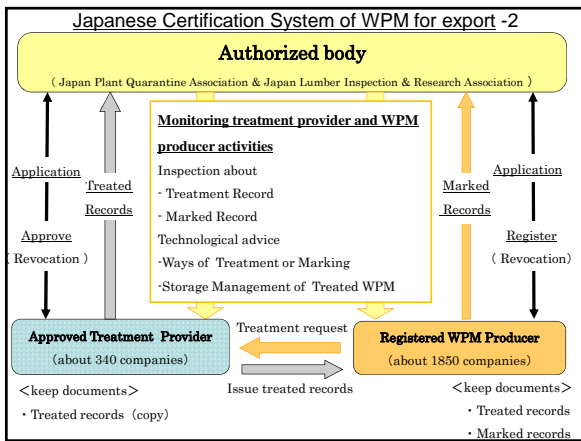 Japanese Certification System of WPM for export -2
Authorized body
( Japan Plant Quarantine Association & Japan Lumber Inspection & Research Association )
Monitoring treatment provider and WPM
producer activities
Inspection about
- Treatment Record
- Marked Record
Technological advice
-Ways of Treatment or Marking
-Storage Management of Treated WPM
Application
Approve
( Revocation )
Treated
Records
Marked
Records
Application
Register
( Revocation)
Approved Treatment Provider
(about 340 companies)
Treatment request
Issue treated records
Registered WPM Producer
(about 1850 companies)
<keep documents>
・Treated records (copy)
<keep documents>
・Treated records
・Marked records